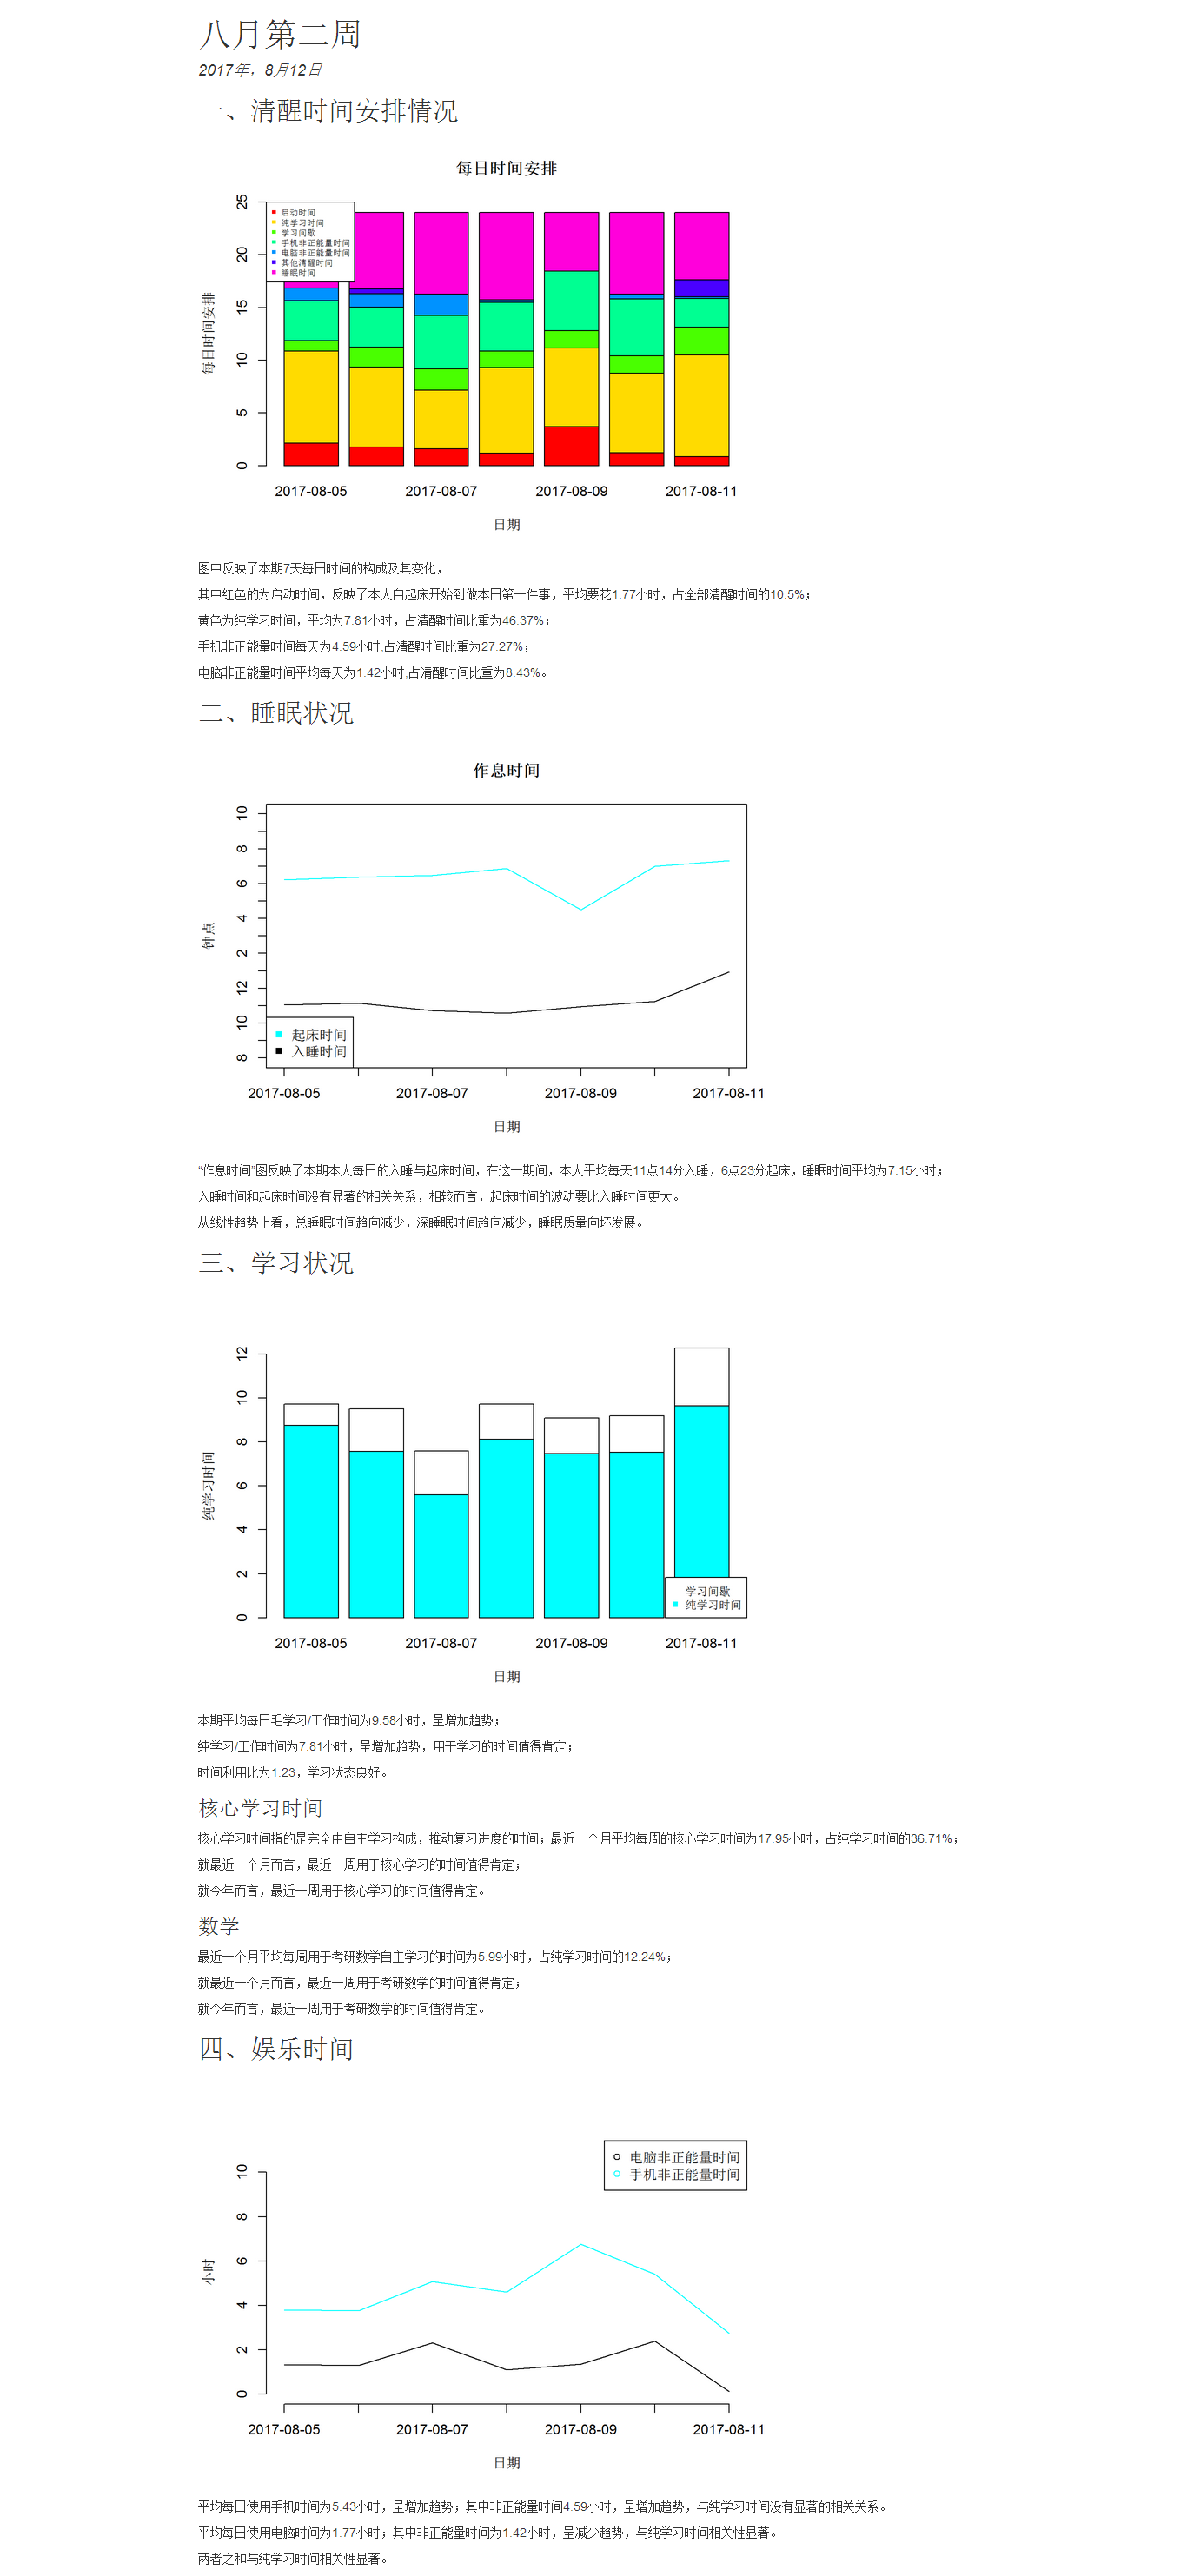 八月第二周
2017年，8月12日
一、清醒时间安排情况
每日时间安排
每日时间安排
25
20
15
10
5
0
启动时间
纯学习时间
学习间歇
手机非正能量时间
电脑非正能量时间
其他清醒时间
睡眠时间
2017-08-05 2017-08-07 2017-08-09 2017-08-11
日期
图中反映了本期7天每日时间的构成及其变化，
其中红色的为启动时间，反映了本人自起床开始到做本日第一件事，平均要花1.77小时，占全部清醒时间的10.5%；
黄色为纯学习时间，平均为7.81小时，占清醒时间比重为46.37%；
手机非正能量时间每天为4.59小时,占清醒时间比重为27.27%；
电脑非正能量时间平均每天为1.42小时,占清醒时间比重为8.43%。
二、睡眠状况
作息时间
钟点
10
8
6
4
2
12
10
8
起床时间
入睡时间
2017-08-05 2017-08-07 2017-08-09 2017-08-11
日期
“作息时间”图反映了本期本人每日的入睡与起床时间，在这一期间，本人平均每天11点14分入睡，6点23分起床，睡眠时间平均为7.15小时；
入睡时间和起床时间没有显著的相关关系，相较而言，起床时间的波动要比入睡时间更大。
从线性趋势上看，总睡眠时间趋向减少，深睡眠时间趋向减少，睡眠质量向坏发展。
三、学习状况
纯学习时间
12
10
8
6
4
2
0
学习间歇
纯学习时间
2017-08-05 2017-08-07 2017-08-09 2017-08-11
日期
本期平均每日毛学习/工作时间为9.58小时，呈增加趋势；
纯学习/工作时间为7.81小时，呈增加趋势，用于学习的时间值得肯定；
时间利用比为1.23，学习状态良好。
核心学习时间
核心学习时间指的是完全由自主学习构成，推动复习进度的时间；最近一个月平均每周的核心学习时间为17.95小时，占纯学习时间的36.71%；
就最近一个月而言，最近一周用于核心学习的时间值得肯定；
就今年而言，最近一周用于核心学习的时间值得肯定。
数学
最近一个月平均每周用于考研数学自主学习的时间为5.99小时，占纯学习时间的12.24%；
就最近一个月而言，最近一周用于考研数学的时间值得肯定；
就今年而言，最近一周用于考研数学的时间值得肯定。
四、娱乐时间
电脑非正能量时间
手机非正能量时间
小时
10
8
6
4
2
0
2017-08-05 2017-08-07 2017-08-09 2017-08-11
日期
平均每日使用手机时间为5.43小时，呈增加趋势；其中非正能量时间4.59小时，呈增加趋势，与纯学习时间没有显著的相关关系。
平均每日使用电脑时间为1.77小时；其中非正能量时间为1.42小时，呈减少趋势，与纯学习时间相关性显著。
两者之和与纯学习时间相关性显著。